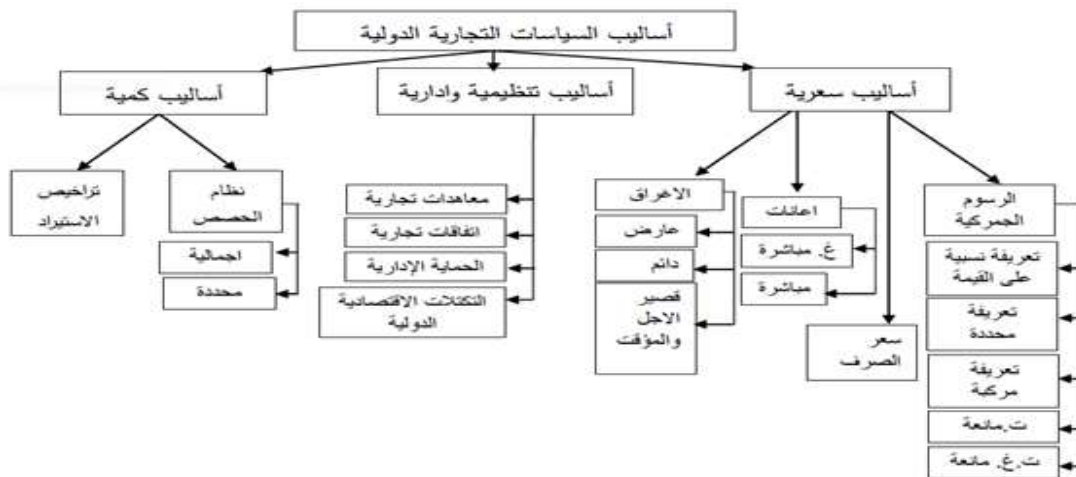 أساليب السياسات التجارية الدولية
أساليب سعرية
أساليب تنظيمية وادارية
أساليب كمية
الرسوم
الجمركية
تعريفة نسبية
على القيمة
تعريفة
محددة
تعريفة
مركبة
ت.مانعة
ت.غ. مانعة
سعر
الصرف
اعانات
غ. مباشرة
مباشرة
الاغراق
عارض
دائم
قصير
الاجل
والمؤقت
معاهدات تجارية
اتفاقات تجارية
الحماية الإدارية
التكتلات الاقتصادية
الدولية
نظام
الحصص
اجمالية
محددة
تراخيص
الاستيراد